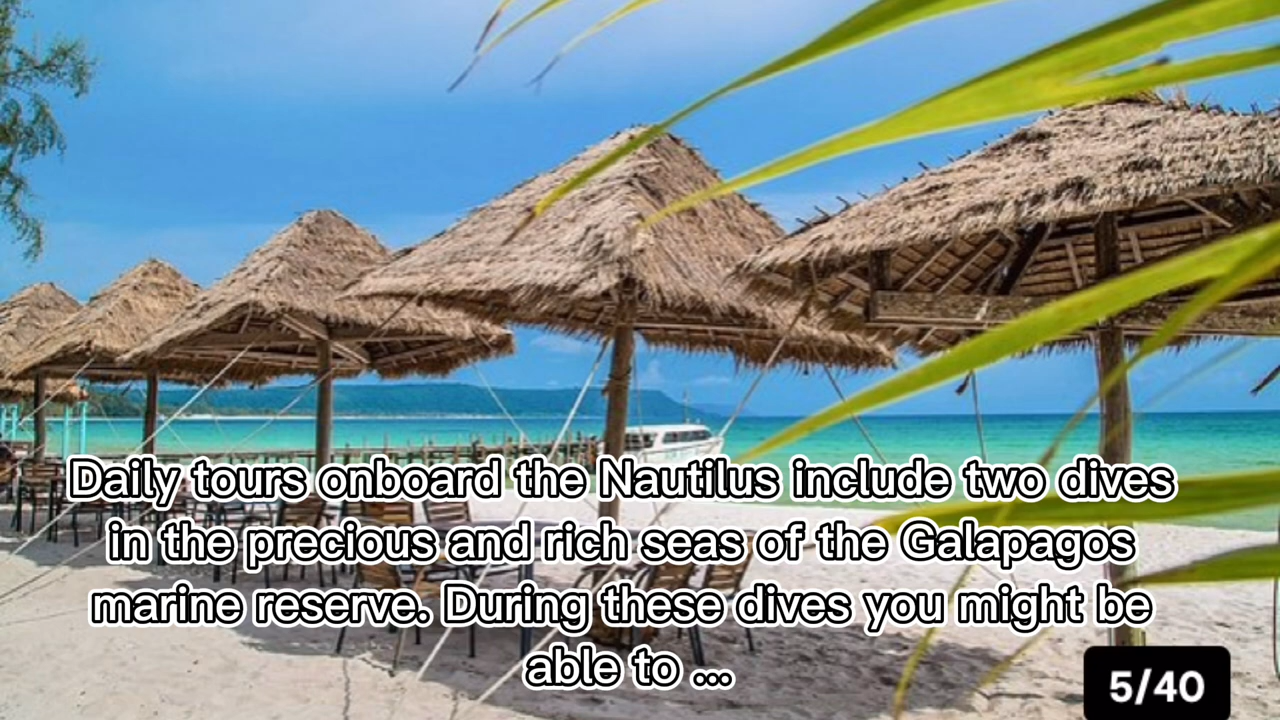 Daily tours onboard the Nautilus include two dives
in the precious and rich seas of the Galapagos
marine reserve. During these dives you might be
able to ...
5/40